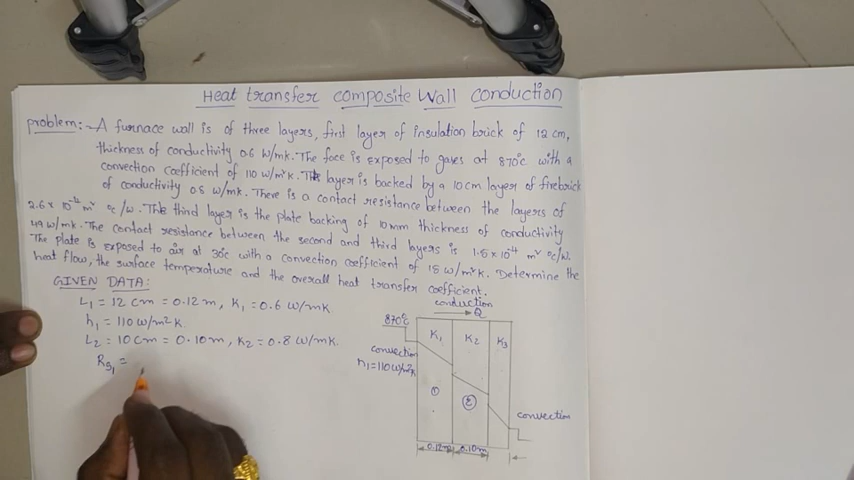 Heat transfer composite Wall conduction
problem:- A furnace wall is of three layers, first layer of insulation brick of 12 cm,
thickness of conductivity 0.6 W/mk. The face is exposed to gases at 870°c with a
convection coefficient of 110 W/m²k. The layer is backed by a 10 cm layer of firebrick
of conductivity 0.8 W/mk. There is a contact resistance between the layers of
2.6 x 10⁻⁴ m² °c/W. The third layer is the plate backing of 10 mm thickness of conductivity
49 W/mk. The contact resistance between the second and third layers is 1.5 x 10⁻⁴ m² °c/W.
The plate is exposed to air at 30°c with a convection coefficient of 15 W/m²k. Determine the
heat flow, the surface temperature and the overall heat transfer coefficient.
GIVEN DATA:
L₁ = 12 cm = 0.12 m, K₁ = 0.6 W/mK
h₁ = 110 W/m²K.
L₂ = 10 cm = 0.10 m, K₂ = 0.8 W/mK.
Rs₁ =
conduction
Q
870°C
K₁ K₂ K₃
convection
h₁=110 W/m²k
① ②
convection
0.12m 0.10m